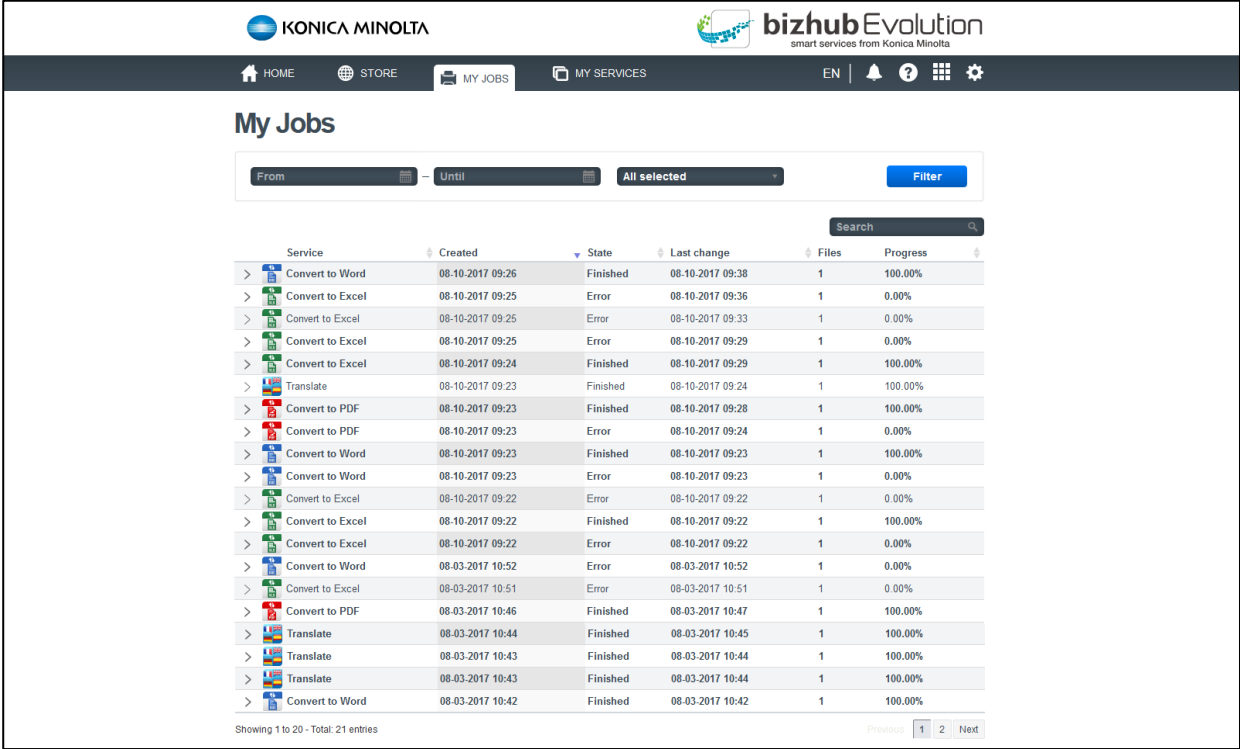 KONICA MINOLTA
bizhub Evolution
smart services from Konica Minolta
HOME STORE MY JOBS MY SERVICES EN
My Jobs
From – Until All selected Filter
Search
Service Created State Last change Files Progress
Convert to Word 08-10-2017 09:26 Finished 08-10-2017 09:38 1 100.00%
Convert to Excel 08-10-2017 09:25 Error 08-10-2017 09:36 1 0.00%
Convert to Excel 08-10-2017 09:25 Error 08-10-2017 09:33 1 0.00%
Convert to Excel 08-10-2017 09:25 Error 08-10-2017 09:29 1 0.00%
Convert to Excel 08-10-2017 09:24 Finished 08-10-2017 09:29 1 100.00%
Translate 08-10-2017 09:23 Finished 08-10-2017 09:24 1 100.00%
Convert to PDF 08-10-2017 09:23 Finished 08-10-2017 09:28 1 100.00%
Convert to PDF 08-10-2017 09:23 Error 08-10-2017 09:24 1 0.00%
Convert to Word 08-10-2017 09:23 Finished 08-10-2017 09:23 1 100.00%
Convert to Word 08-10-2017 09:23 Error 08-10-2017 09:23 1 0.00%
Convert to Excel 08-10-2017 09:22 Error 08-10-2017 09:22 1 0.00%
Convert to Excel 08-10-2017 09:22 Finished 08-10-2017 09:22 1 100.00%
Convert to Excel 08-10-2017 09:22 Error 08-10-2017 09:22 1 0.00%
Convert to Word 08-03-2017 10:52 Error 08-03-2017 10:52 1 0.00%
Convert to Excel 08-03-2017 10:51 Error 08-03-2017 10:51 1 0.00%
Convert to PDF 08-03-2017 10:46 Finished 08-03-2017 10:47 1 100.00%
Translate 08-03-2017 10:44 Finished 08-03-2017 10:45 1 100.00%
Translate 08-03-2017 10:43 Finished 08-03-2017 10:44 1 100.00%
Translate 08-03-2017 10:43 Finished 08-03-2017 10:44 1 100.00%
Convert to Word 08-03-2017 10:42 Finished 08-03-2017 10:42 1 100.00%
Showing 1 to 20 - Total: 21 entries Previous 1 2 Next